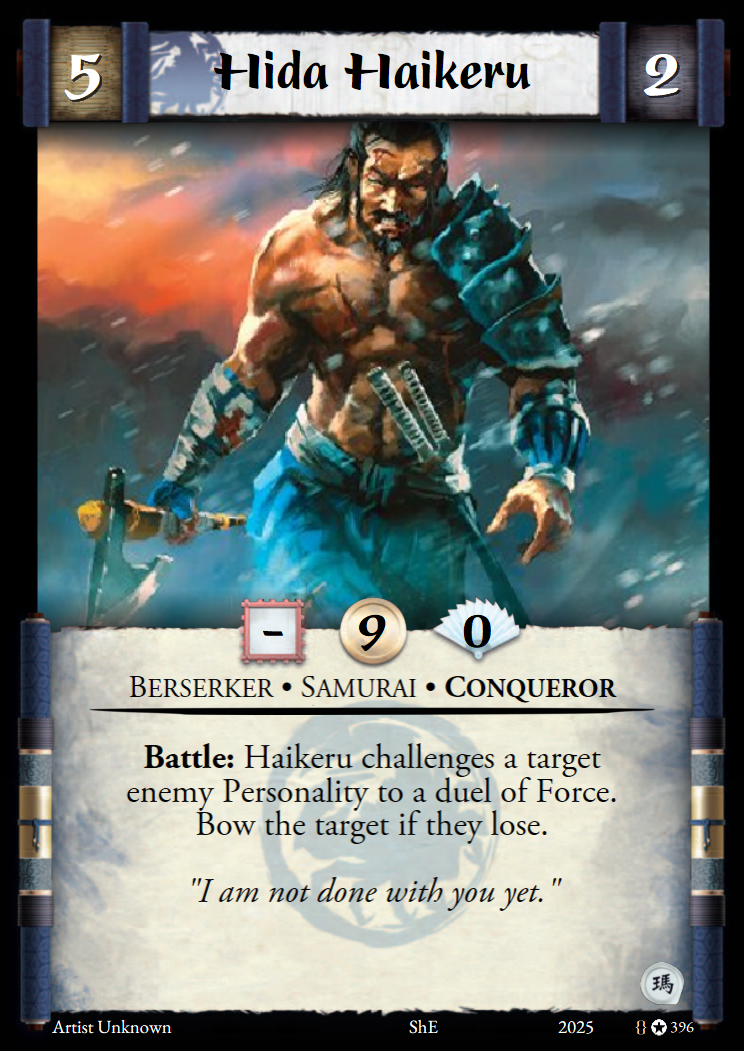 5 Hida Haikeru 2
- 9 0
BERSERKER • SAMURAI • CONQUEROR
Battle: Haikeru challenges a target
enemy Personality to a duel of Force.
Bow the target if they lose.
"I am not done with you yet."
瑪
Artist Unknown ShE 2025 {} ✪ 396